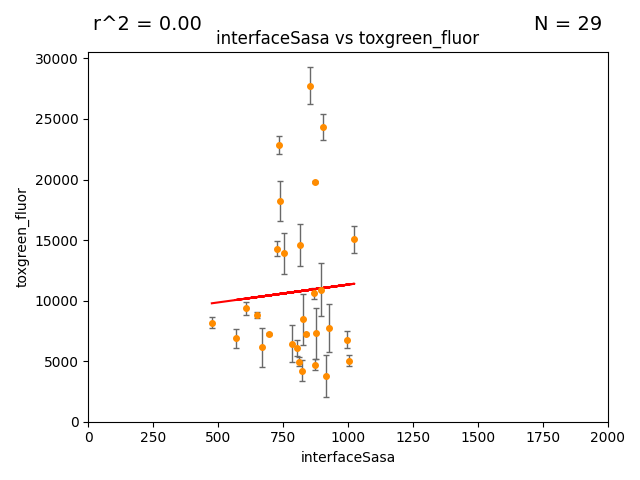 r^2 = 0.00
N = 29
interfaceSasa vs toxgreen_fluor
30000
25000
20000
15000
10000
5000
0
toxgreen_fluor
0 250 500 750 1000 1250 1500 1750 2000
interfaceSasa